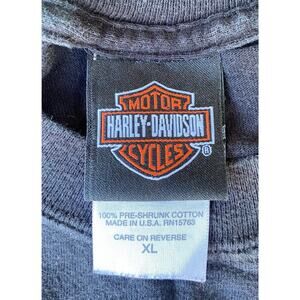 MOTOR
HARLEY-DAVIDSON
CYCLES ®
100% PRE-SHRUNK COTTON
MADE IN U.S.A. RN15763
CARE ON REVERSE
XL